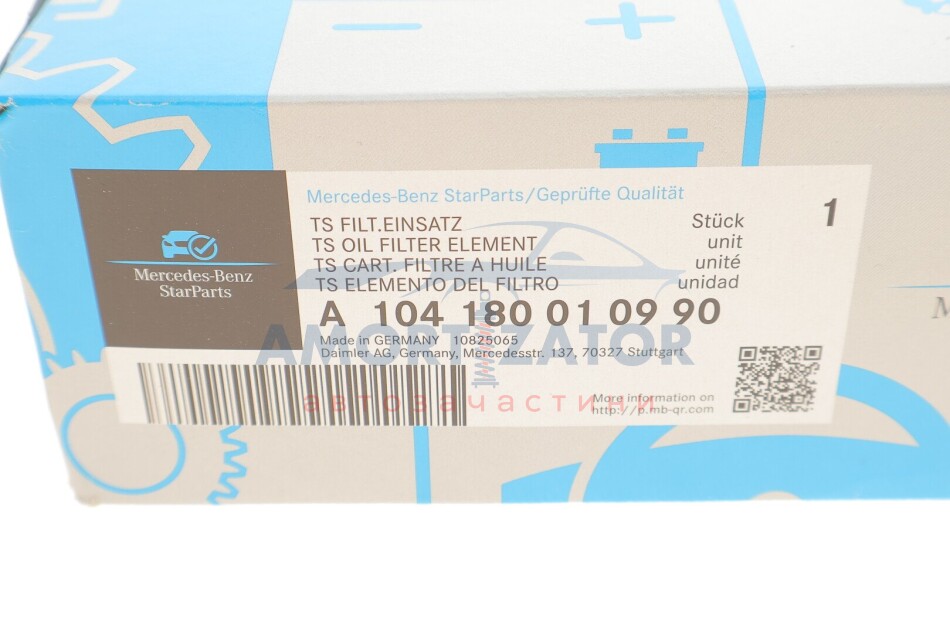 Mercedes-Benz StarParts/Geprüfte Qualität
TS FILT.EINSATZ Stück 1
TS OIL FILTER ELEMENT unit
TS CART. FILTRE A HUILE unité
TS ELEMENTO DEL FILTRO unidad
Mercedes-Benz
StarParts
A 104 180 01 09 90
AMORTIZATOR
Made in GERMANY 10825065
Daimler AG, Germany, Mercedesstr. 137, 70327 Stuttgart
More information on
http://p.mb-qr.com
автозачастини